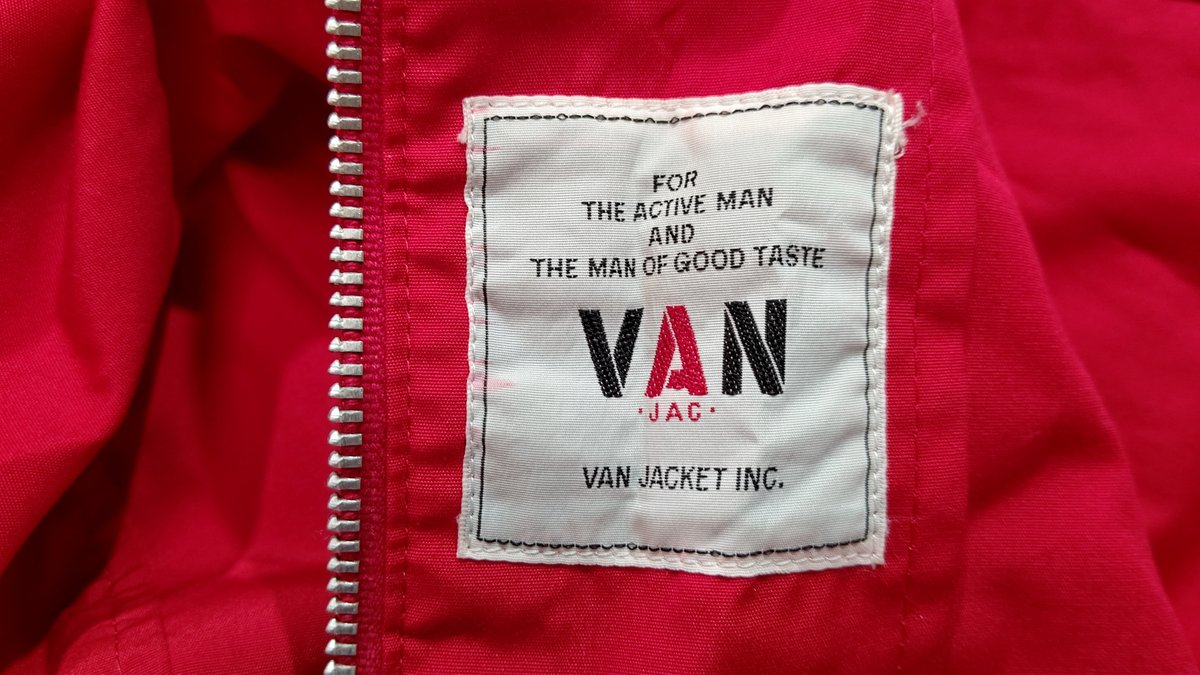 FOR
THE ACTIVE MAN
AND
THE MAN OF GOOD TASTE
VAN
·JAC·
VAN JACKET INC.